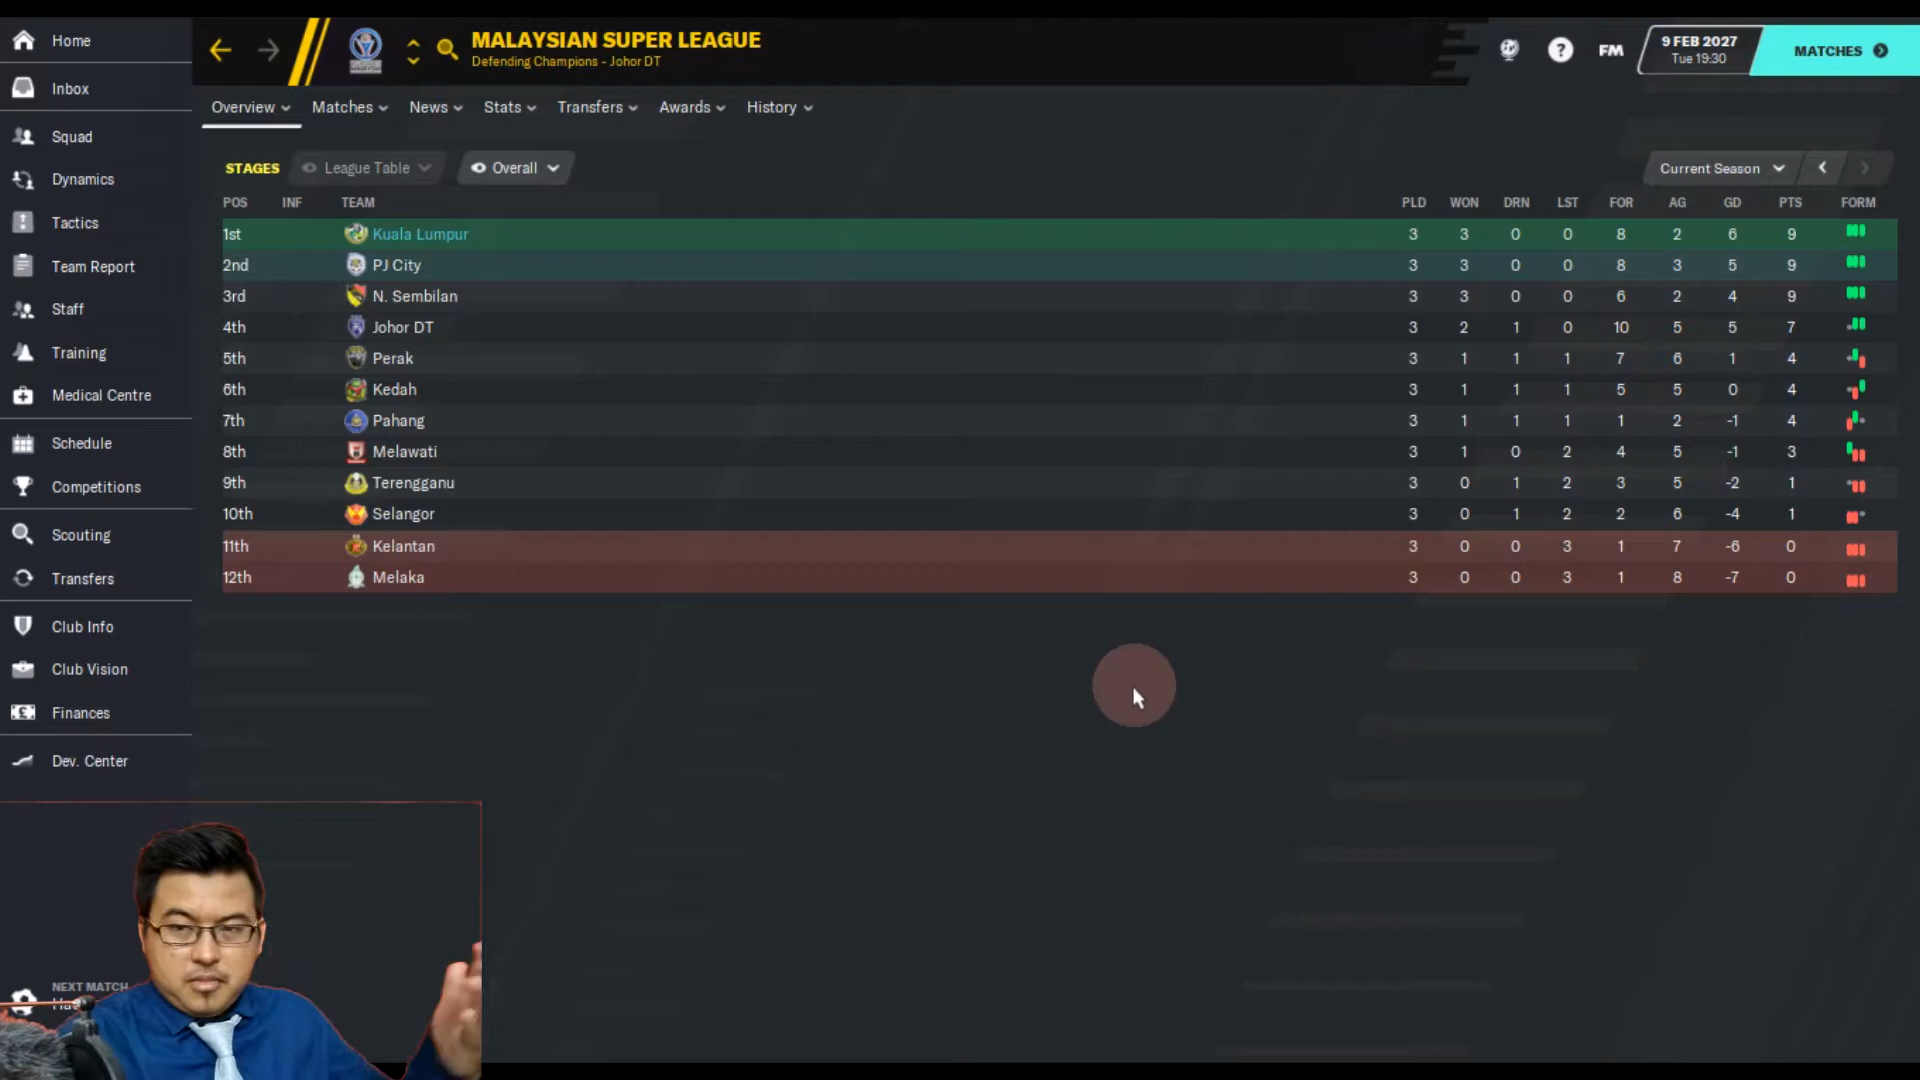 Home
Inbox
Squad
Dynamics
Tactics
Team Report
Staff
Training
Medical Centre
Schedule
Competitions
Scouting
Transfers
Club Info
Club Vision
Finances
Dev. Center
NEXT MATCH
MALAYSIAN SUPER LEAGUE
Defending Champions - Johor DT
? FM 9 FEB 2027 MATCHES
Tue 19:30
Overview Matches News Stats Transfers Awards History
STAGES League Table Overall Current Season
POS INF TEAM PLD WON DRN LST FOR AG GD PTS FORM
1st Kuala Lumpur 3 3 0 0 8 2 6 9
2nd PJ City 3 3 0 0 8 3 5 9
3rd N. Sembilan 3 3 0 0 6 2 4 9
4th Johor DT 3 2 1 0 10 5 5 7
5th Perak 3 1 1 1 7 6 1 4
6th Kedah 3 1 1 1 5 5 0 4
7th Pahang 3 1 1 1 1 2 -1 4
8th Melawati 3 1 0 2 4 5 -1 3
9th Terengganu 3 0 1 2 3 5 -2 1
10th Selangor 3 0 1 2 2 6 -4 1
11th Kelantan 3 0 0 3 1 7 -6 0
12th Melaka 3 0 0 3 1 8 -7 0